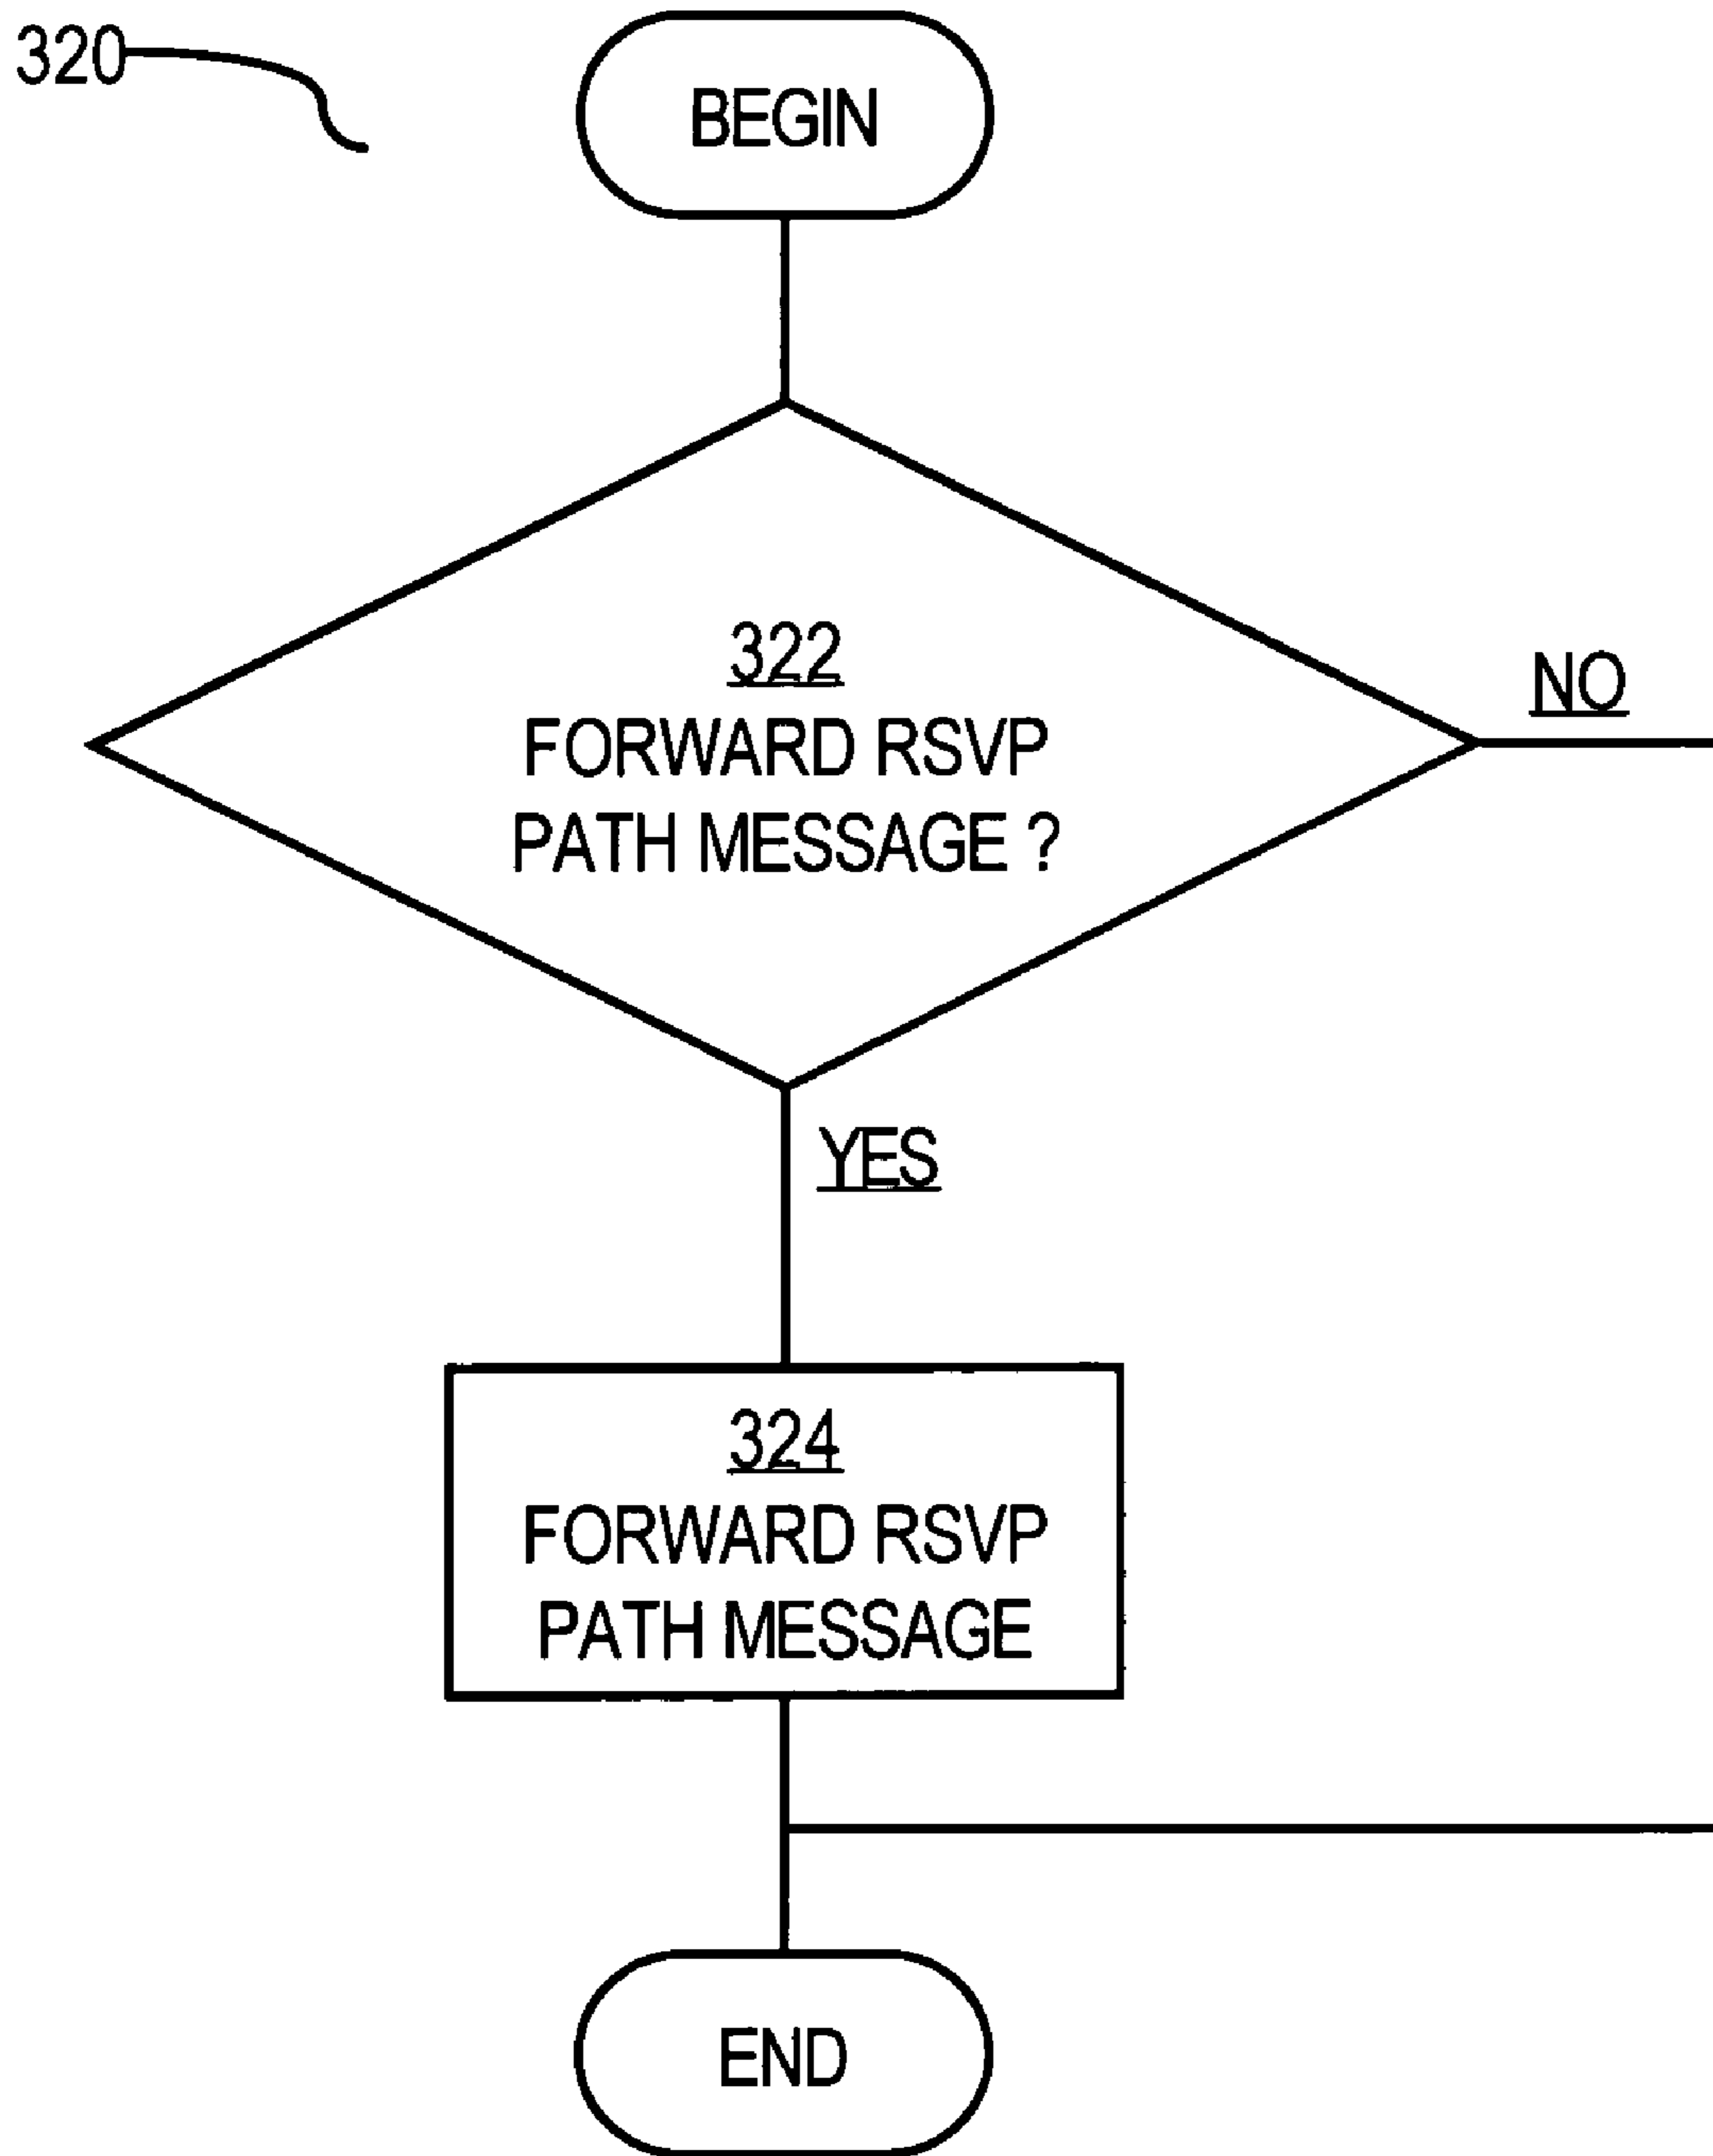 320
BEGIN
322
FORWARD RSVP
PATH MESSAGE ?
NO
YES
324
FORWARD RSVP
PATH MESSAGE
END